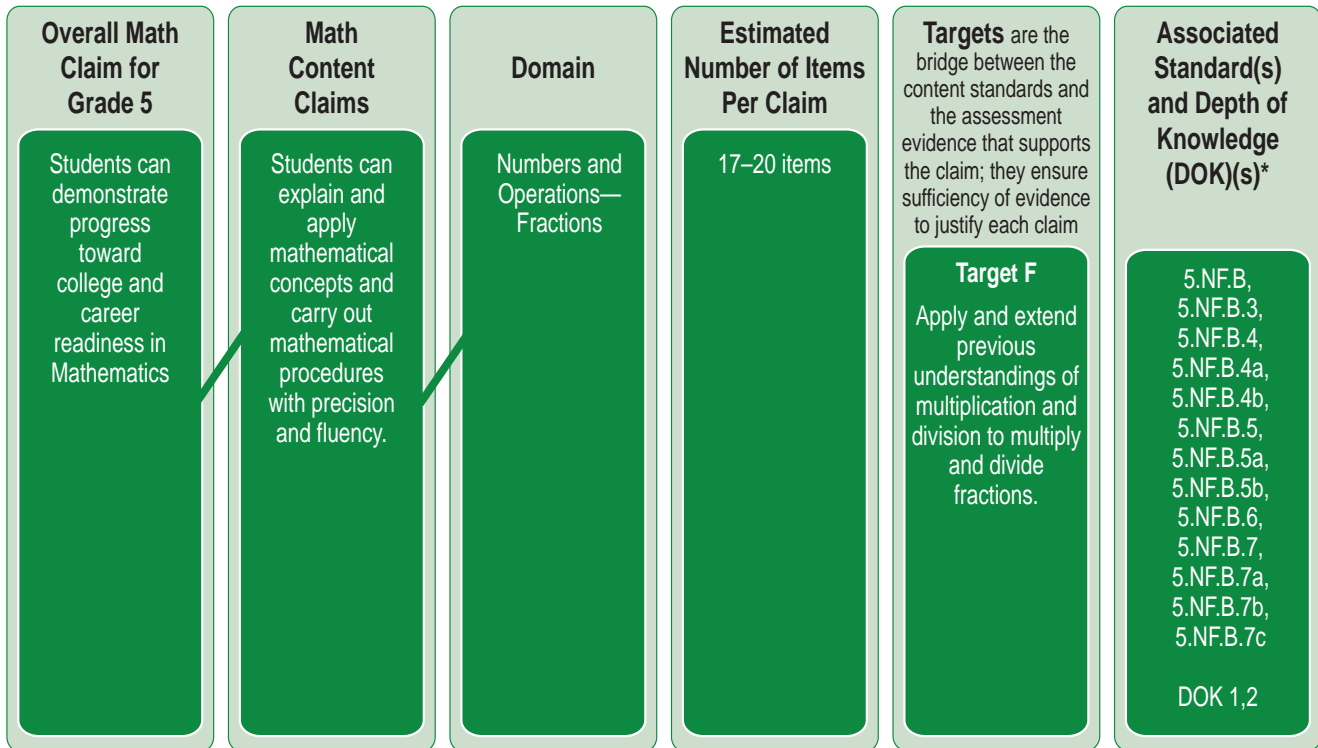 Overall Math
Claim for
Grade 5
Students can
demonstrate
progress
toward
college and
career
readiness in
Mathematics
Math
Content
Claims
Students can
explain and
apply
mathematical
concepts and
carry out
mathematical
procedures
with precision
and fluency.
Domain
Numbers and
Operations—
Fractions
Estimated
Number of Items
Per Claim
17–20 items
Targets are the
bridge between the
content standards and
the assessment
evidence that supports
the claim; they ensure
sufficiency of evidence
to justify each claim
Target F
Apply and extend
previous
understandings of
multiplication and
division to multiply
and divide
fractions.
Associated
Standard(s)
and Depth of
Knowledge
(DOK)(s)*
5.NF.B,
5.NF.B.3,
5.NF.B.4,
5.NF.B.4a,
5.NF.B.4b,
5.NF.B.5,
5.NF.B.5a,
5.NF.B.5b,
5.NF.B.6,
5.NF.B.7,
5.NF.B.7a,
5.NF.B.7b,
5.NF.B.7c
DOK 1,2